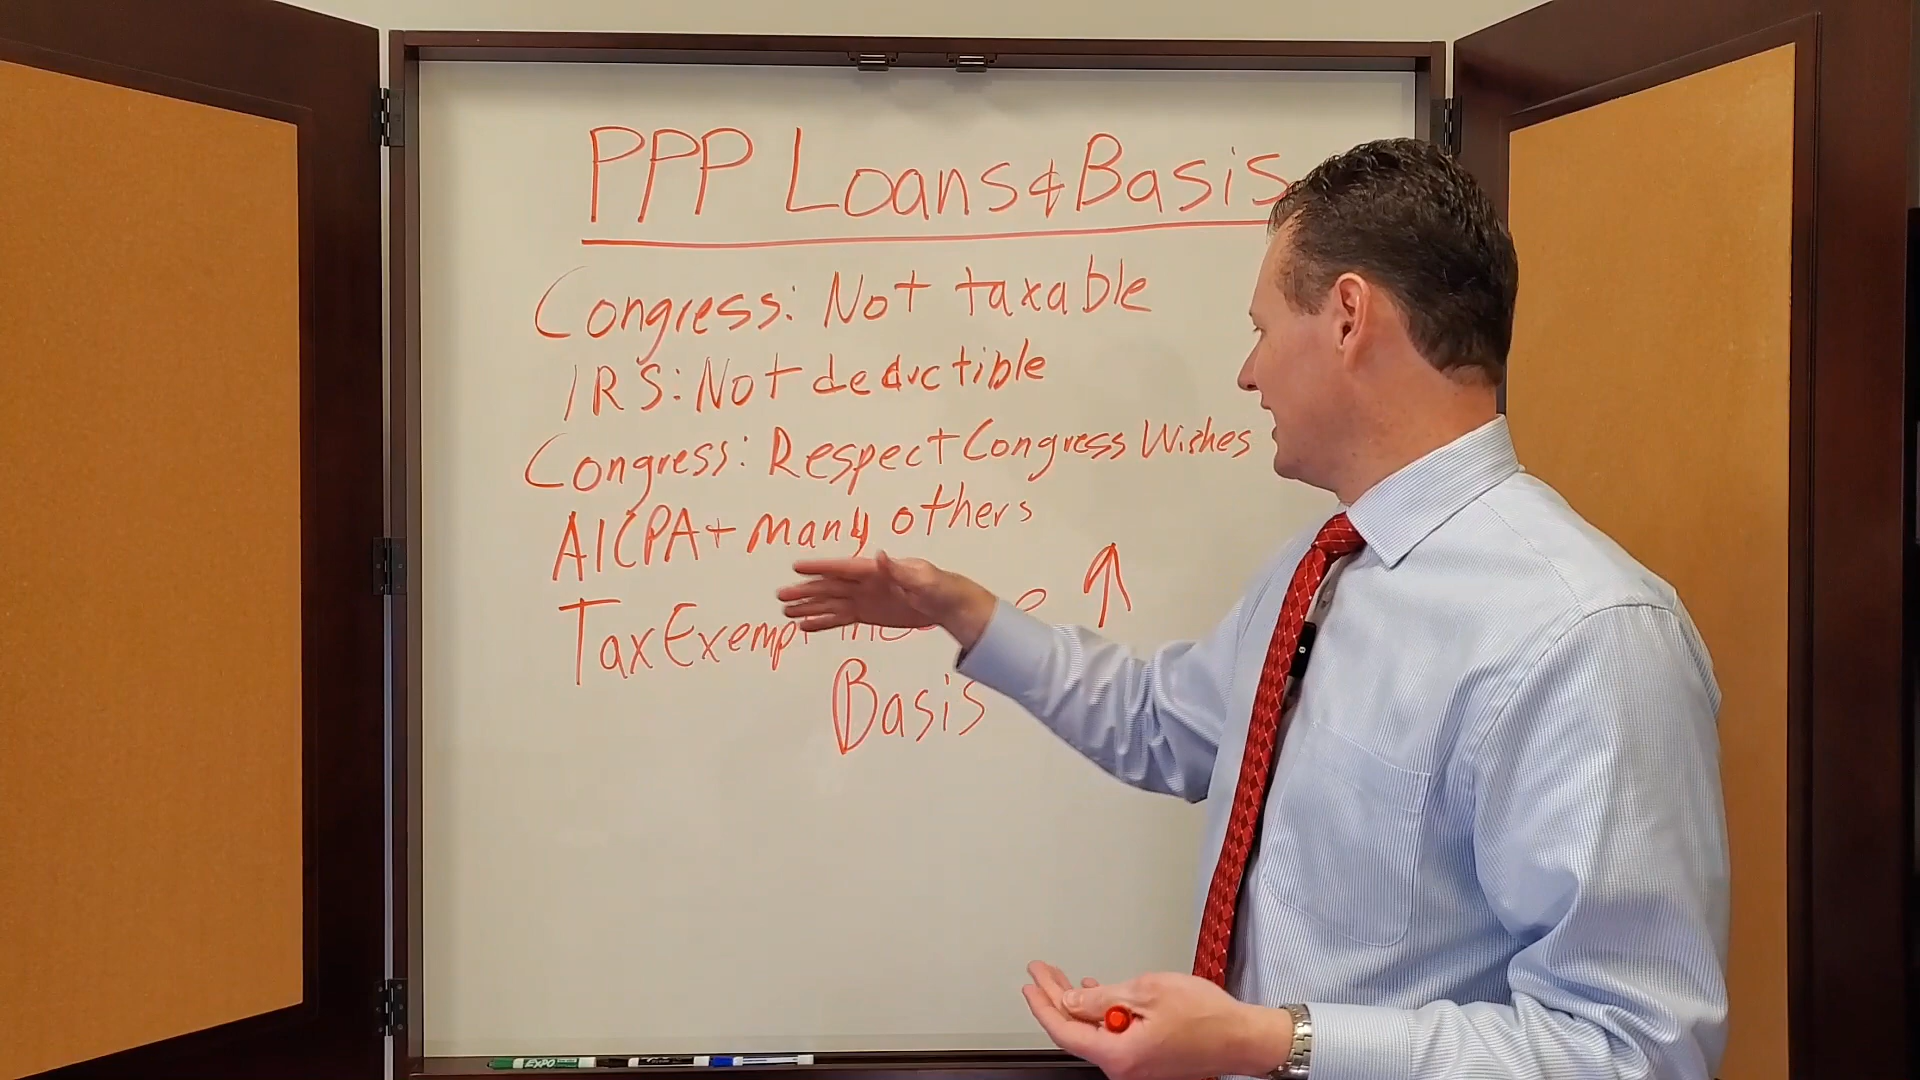 PPP Loans & Basis
Congress: Not taxable
IRS: Not deductible
Congress: Respect Congress Wishes
AICPA + many others
Tax Exempt ↑
Basis
EXPO